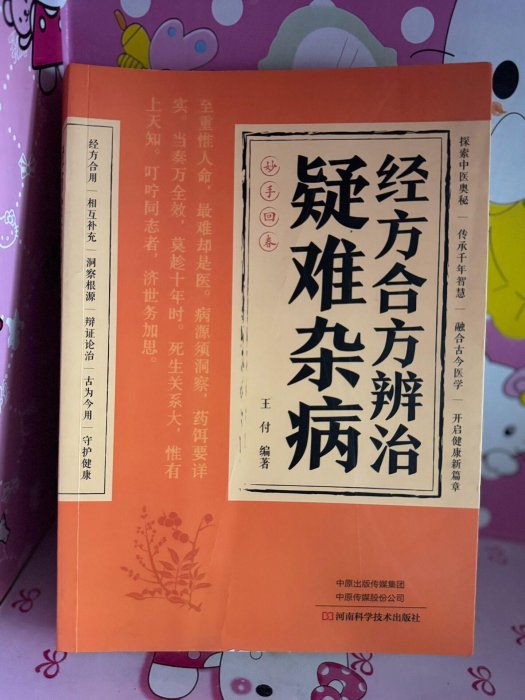 探索中医奥秘 | 传承千年智慧 | 融合古今医学 | 开启健康新篇章
经方合方辨治
疑难杂病
妙手回春
王付 编著
至重惟人命 最难却是医。病源须洞察，药饵要详
实。当奏万全效，莫趁十年时。死生关系大，惟有
上天知。叮咛同志者，济世务加思。
经方合用 | 相互补充 | 洞察根源 | 辩证论治 | 古为今用 | 守护健康
中原出版传媒集团
中原传媒股份公司
河南科学技术出版社